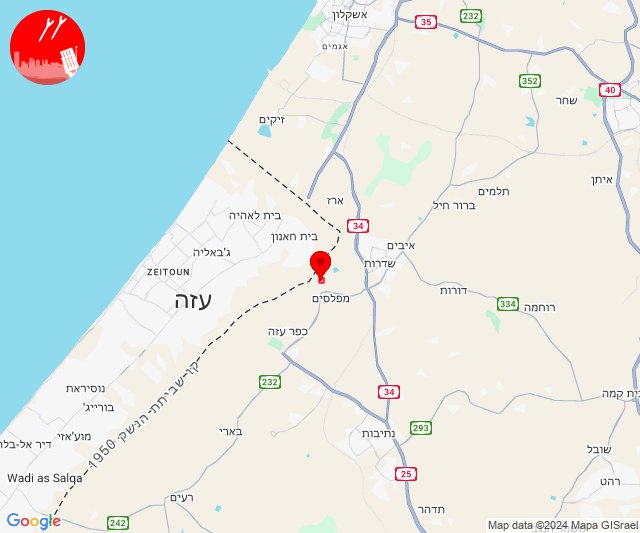 אשקלון
אגמים
35
232
352
40
שחר
זיקים
איתן
תלמים
ארז
ברור חיל
בית לאהיה
34
בית חאנון
איבים
ג'באליה
שדרות
ZEITOUN
עזה
מפלסים
דורות
334
רוחמה
כפר עזה
קו שביתת הנשק 1950
232
נוסיראת
34
בית קמה
בורייג'
293
מוע'אזי
בארי
נתיבות
דיר אל-בלח
שובל
Wadi as Salqa
25
רהט
רעים
תדהר
242
Google
Map data ©2024 Mapa GISrael